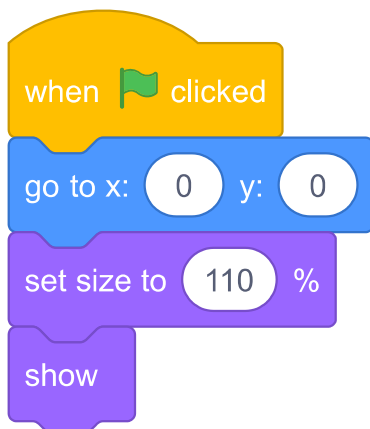 when clicked
go to x: 0 y: 0
set size to 110 %
show